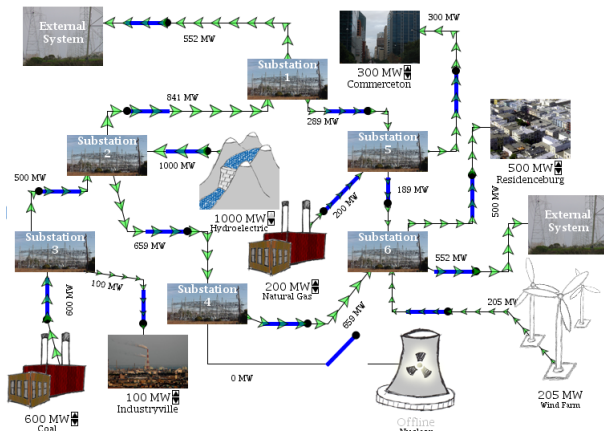 External
System
552 MW
Substation
1
300 MW
300 MW
Commerceton
841 MW
289 MW
Substation
2
1000 MW
Substation
5
500 MW
Residenceburg
500 MW
189 MW
200 MW
500 MW
1000 MW
Hydroelectric
External
System
659 MW
Substation
3
100 MW
600 MW
200 MW
Natural Gas
Substation
6
552 MW
Substation
4
659 MW
205 MW
0 MW
100 MW
Industryville
600 MW
Coal
Offline
Nuclear
205 MW
Wind Farm